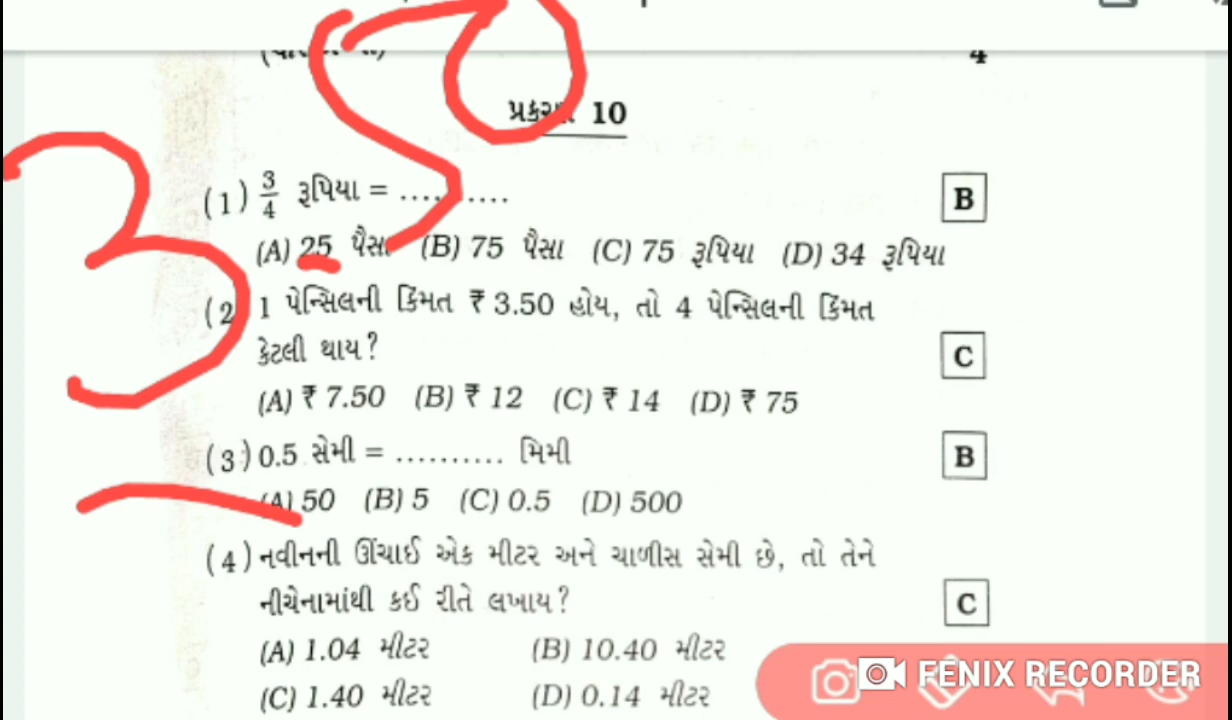 4
પ્રકરણ 10
(1) 3/4 રૂપિયા = .......... B
(A) 25 પૈસા (B) 75 પૈસા (C) 75 રૂપિયા (D) 34 રૂપિયા
(2) 1 પેન્સિલની કિંમત ₹ 3.50 હોય, તો 4 પેન્સિલની કિંમત
કેટલી થાય? C
(A) ₹ 7.50 (B) ₹ 12 (C) ₹ 14 (D) ₹ 75
(3) 0.5 સેમી = .......... મિમી B
(A) 50 (B) 5 (C) 0.5 (D) 500
(4) નવીનની ઊંચાઈ એક મીટર અને ચાળીસ સેમી છે, તો તેને
નીચેનામાંથી કઈ રીતે લખાય? C
(A) 1.04 મીટર (B) 10.40 મીટર
(C) 1.40 મીટર (D) 0.14 મીટર
FENIX RECORDER